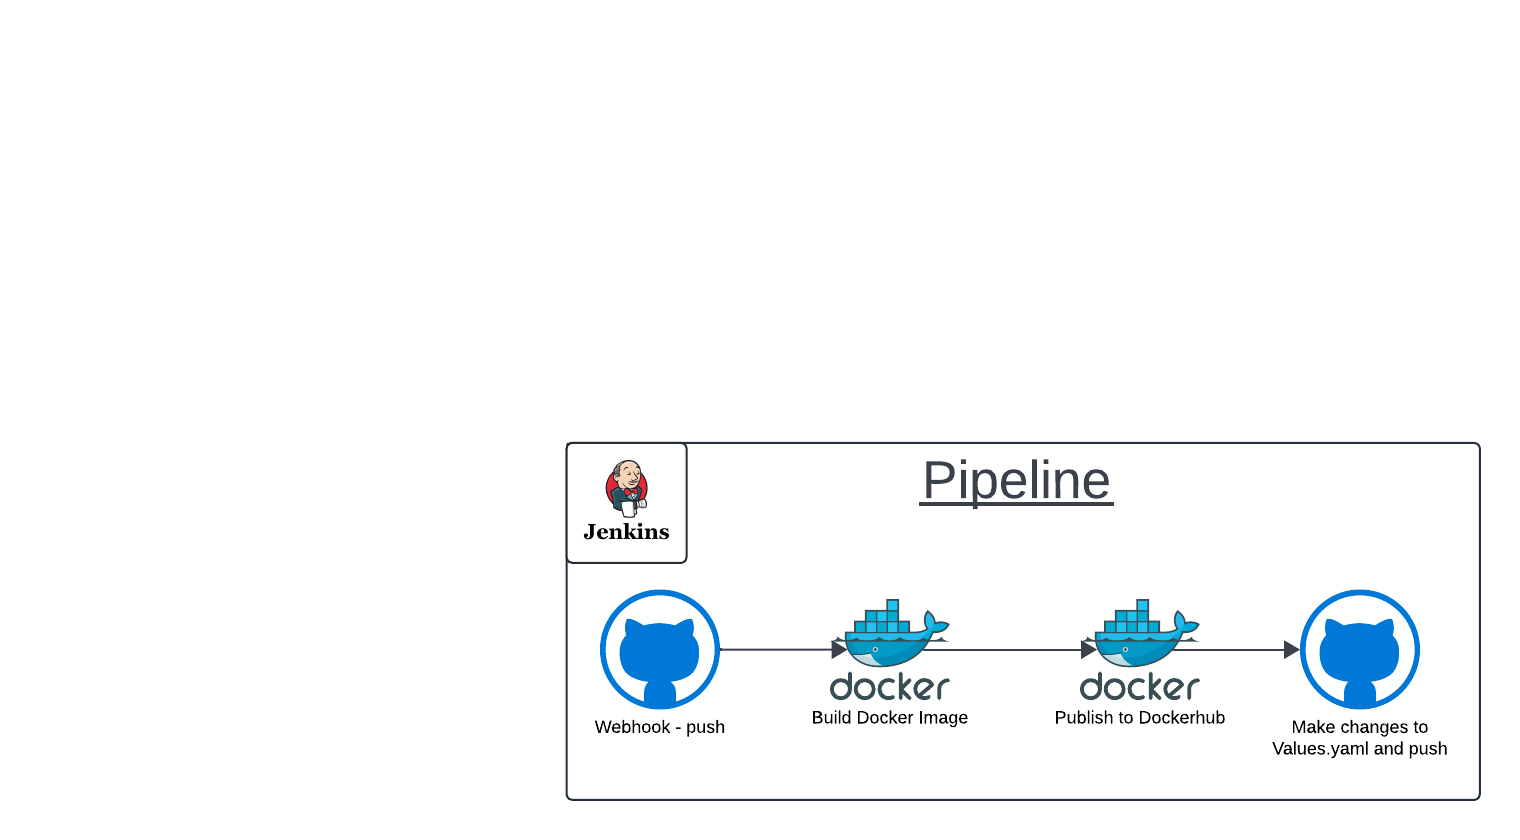 Pipeline
Jenkins
docker
docker
Webhook - push
Build Docker Image
Publish to Dockerhub
Make changes to
Values.yaml and push